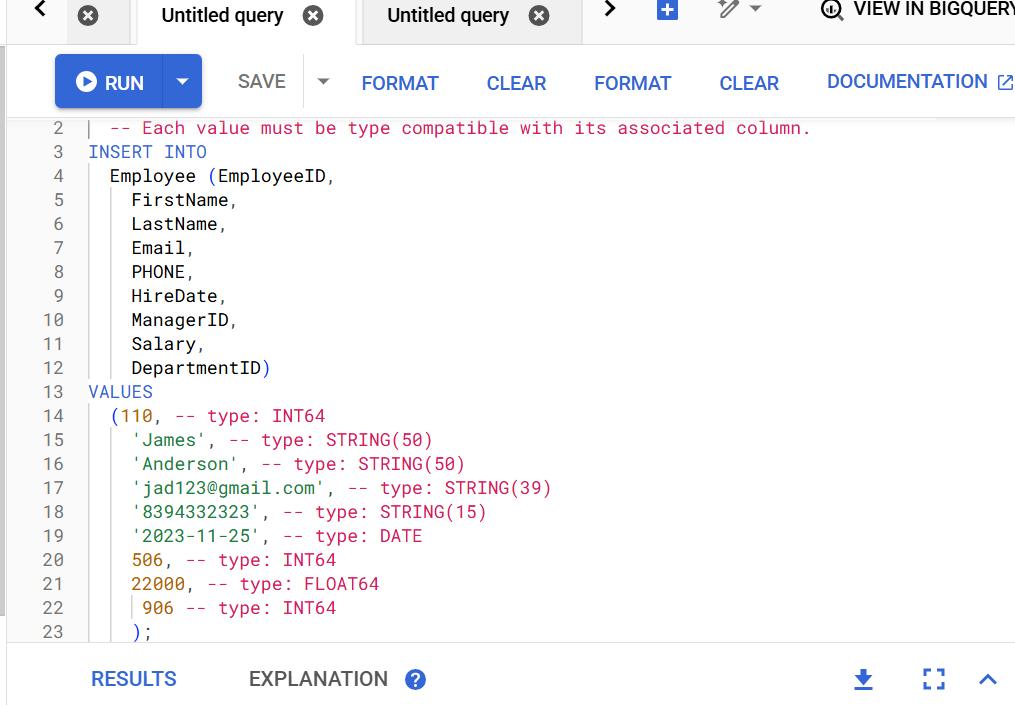 Untitled query
Untitled query
VIEW IN BIGQUERY
RUN
SAVE
FORMAT
CLEAR
FORMAT
CLEAR
DOCUMENTATION
2 -- Each value must be type compatible with its associated column.
3 INSERT INTO
4 Employee (EmployeeID,
5 FirstName,
6 LastName,
7 Email,
8 PHONE,
9 HireDate,
10 ManagerID,
11 Salary,
12 DepartmentID)
13 VALUES
14 (110, -- type: INT64
15 'James', -- type: STRING(50)
16 'Anderson', -- type: STRING(50)
17 'jad123@gmail.com', -- type: STRING(39)
18 '8394332323', -- type: STRING(15)
19 '2023-11-25', -- type: DATE
20 506, -- type: INT64
21 22000, -- type: FLOAT64
22 906 -- type: INT64
23 );
RESULTS
EXPLANATION ?